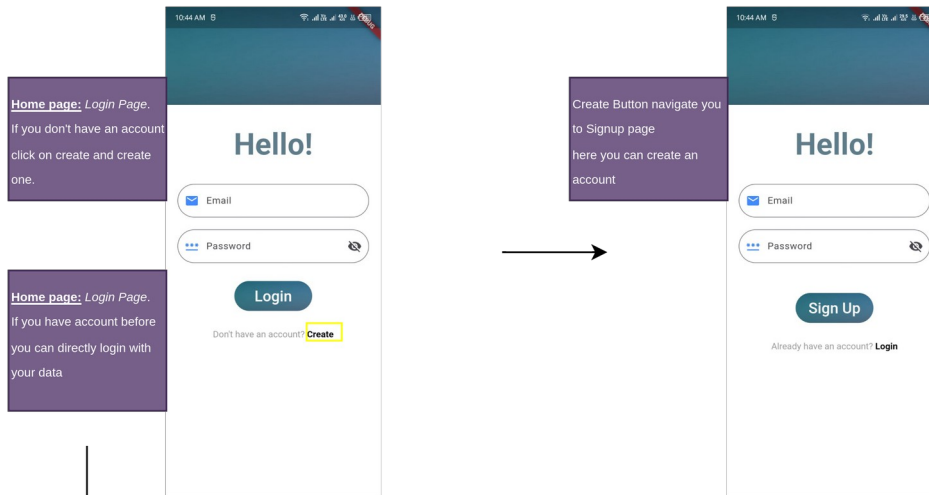 10:44 AM
Home page: Login Page.
If you don't have an account
click on create and create
one.
Hello!
Email
Password
Login
Don't have an account? Create
Home page: Login Page.
If you have account before
you can directly login with
your data
10:44 AM
Create Button navigate you
to Signup page
here you can create an
account
Hello!
Email
Password
Sign Up
Already have an account? Login